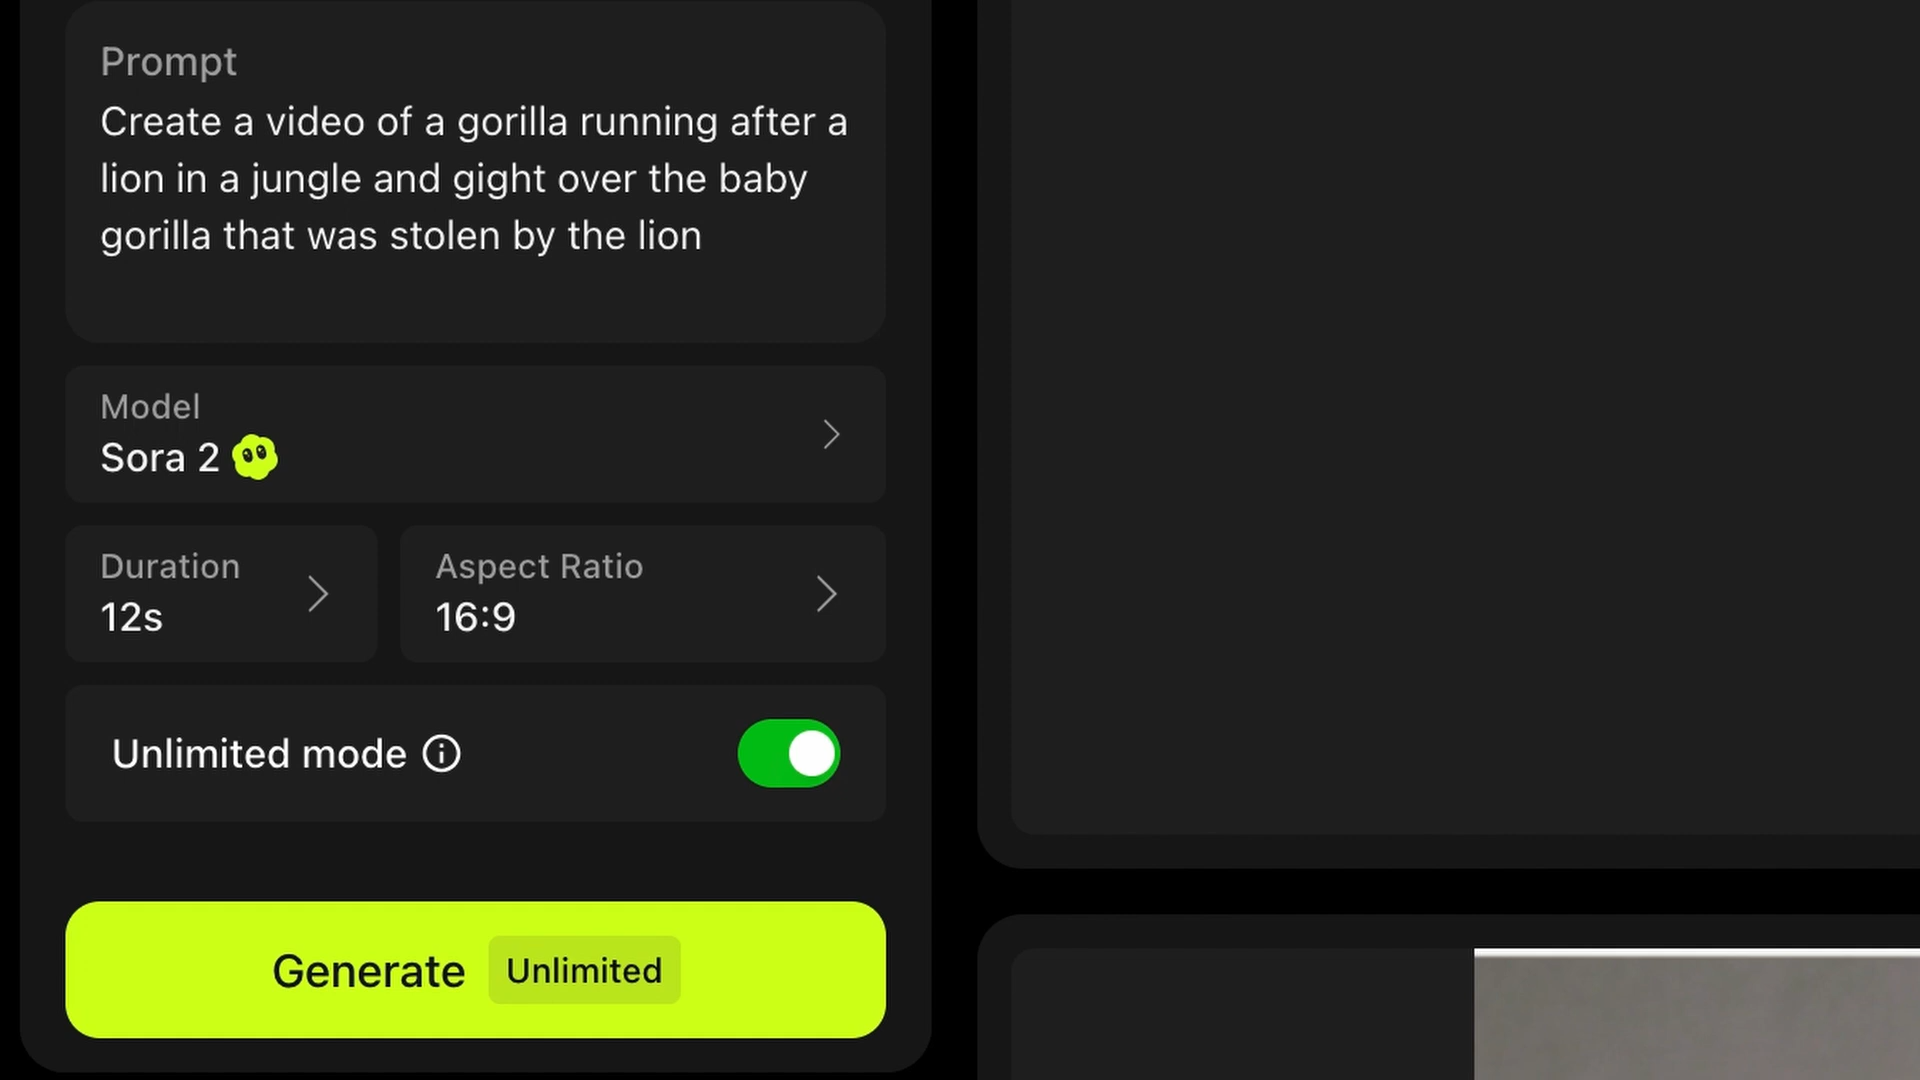 Prompt
Create a video of a gorilla running after a
lion in a jungle and gight over the baby
gorilla that was stolen by the lion
Model
Sora 2
Duration
12s
Aspect Ratio
16:9
Unlimited mode
Generate Unlimited